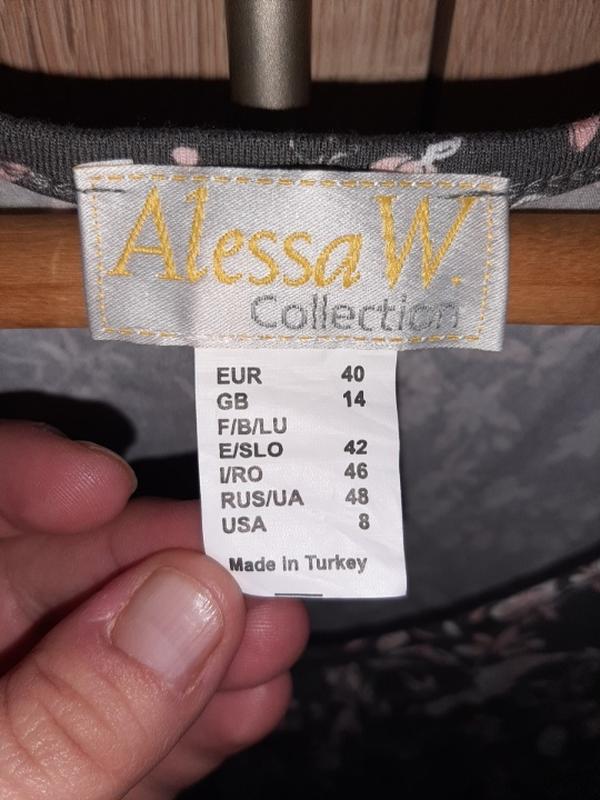 Alessa W.
Collection
EUR 40
GB 14
F/B/LU
E/SLO 42
I/RO 46
RUS/UA 48
USA 8
Made in Turkey